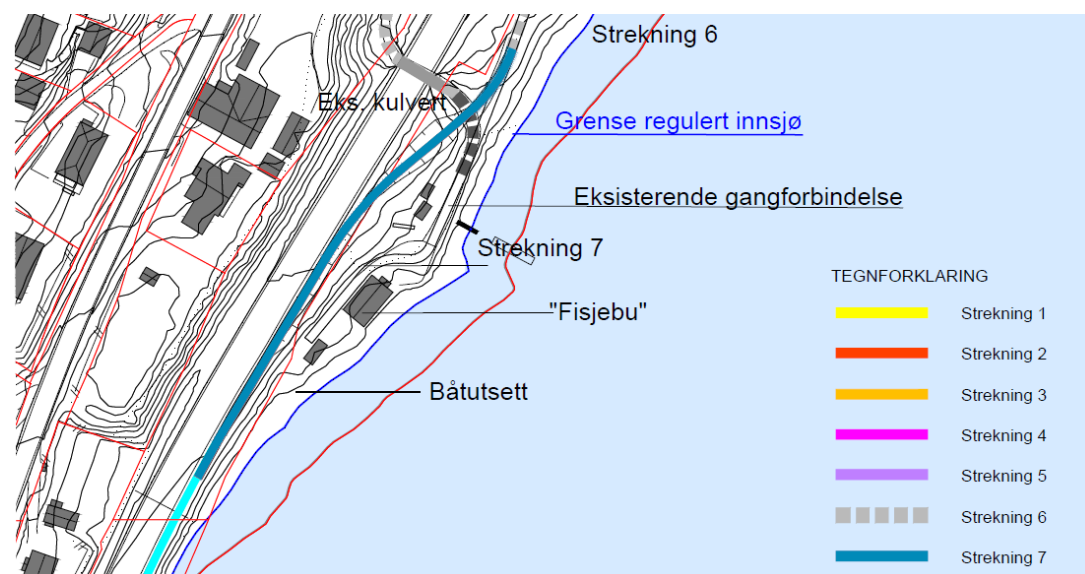 Strekning 6
Eks. kulvert
Grense regulert innsjø
Eksisterende gangforbindelse
Strekning 7
"Fisjebu"
Båtutsett
TEGNFORKLARING
Strekning 1
Strekning 2
Strekning 3
Strekning 4
Strekning 5
Strekning 6
Strekning 7